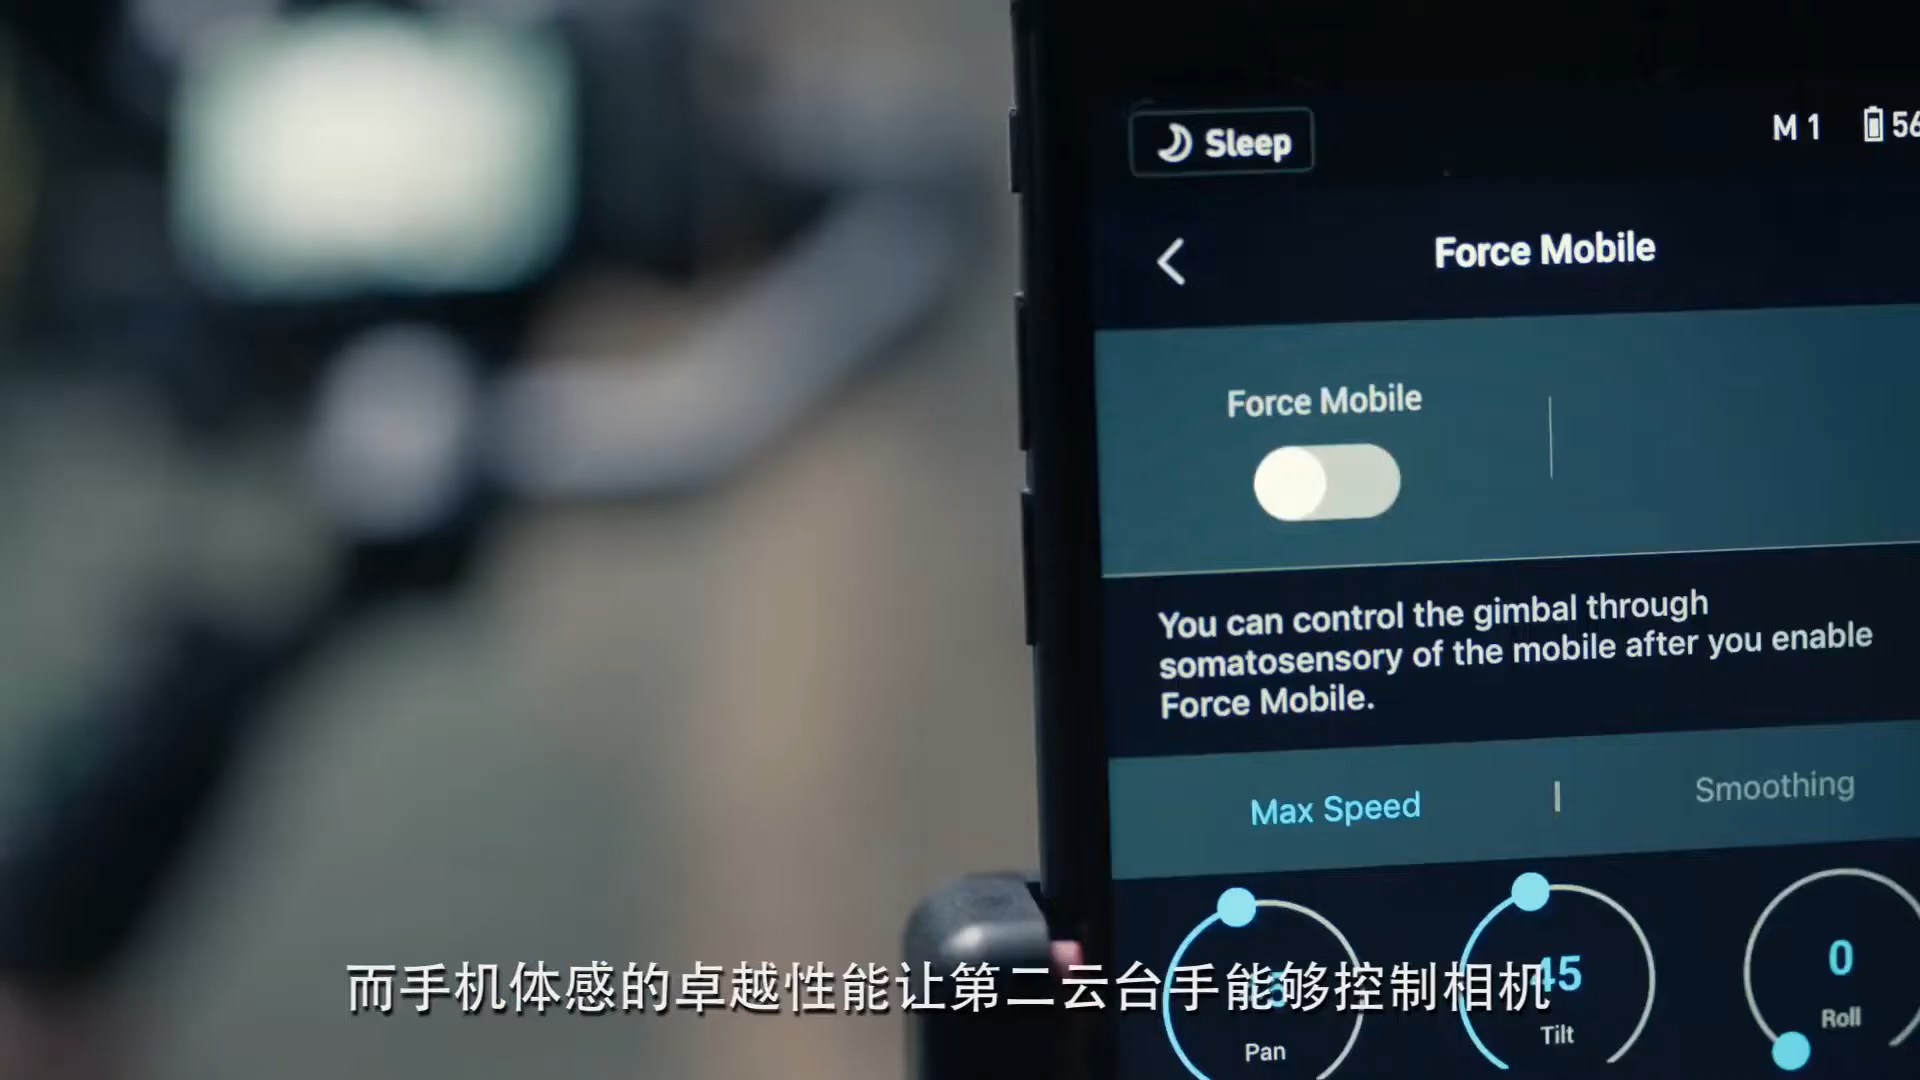 Sleep
M 1
56
Force Mobile
Force Mobile
You can control the gimbal through
somatosensory of the mobile after you enable
Force Mobile.
Max Speed
Smoothing
45
0
Pan
Tilt
Roll
而手机体感的卓越性能让第二云台手能够控制相机